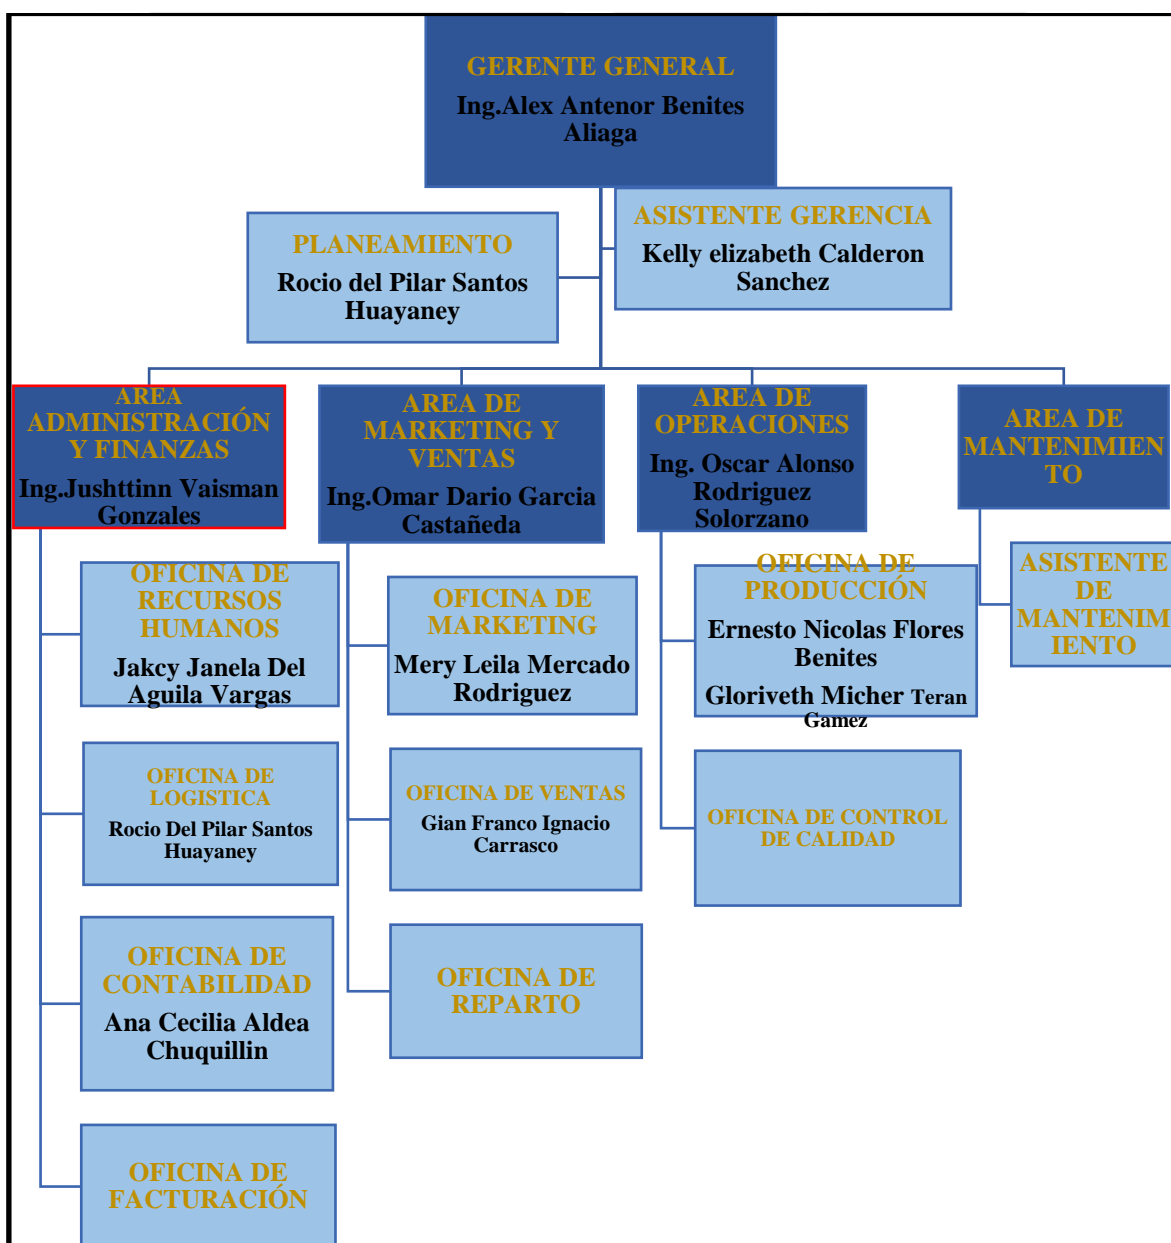 GERENTE GENERAL
Ing.Alex Antenor Benites
Aliaga
PLANEAMIENTO
Rocio del Pilar Santos
Huayaney
ASISTENTE GERENCIA
Kelly elizabeth Calderon
Sanchez
AREA
ADMINISTRACIÓN
Y FINANZAS
Ing.Jushttinn Vaisman
Gonzales
AREA DE
MARKETING Y
VENTAS
Ing.Omar Dario Garcia
Castañeda
AREA DE
OPERACIONES
Ing. Oscar Alonso
Rodriguez
Solorzano
AREA DE
MANTENIMIEN
TO
OFICINA DE
RECURSOS
HUMANOS
Jakcy Janela Del
Aguila Vargas
OFICINA DE
LOGISTICA
Rocio Del Pilar Santos
Huayaney
OFICINA DE
CONTABILIDAD
Ana Cecilia Aldea
Chuquillin
OFICINA DE
FACTURACIÓN
OFICINA DE
MARKETING
Mery Leila Mercado
Rodriguez
OFICINA DE VENTAS
Gian Franco Ignacio
Carrasco
OFICINA DE
REPARTO
OFICINA DE
PRODUCCIÓN
Ernesto Nicolas Flores
Benites
Gloriveth Micher Teran
Gamez
OFICINA DE CONTROL
DE CALIDAD
ASISTENTE
DE
MANTENIM
IENTO